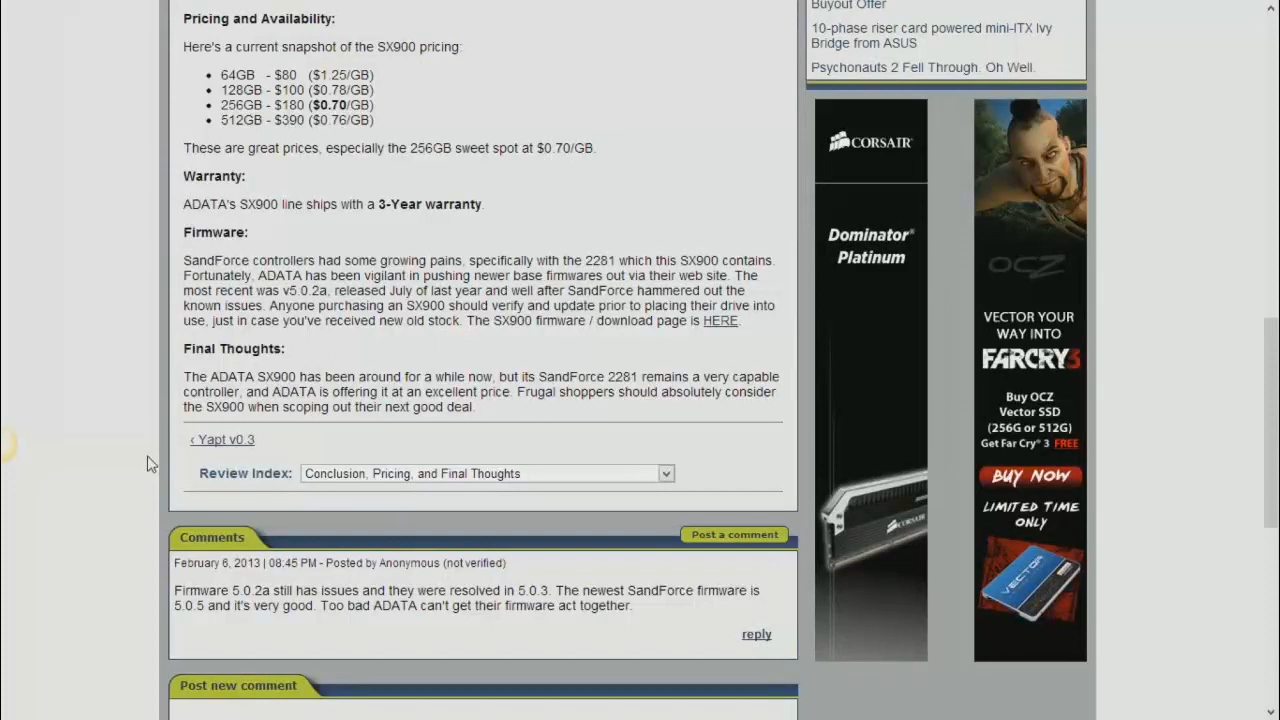 Pricing and Availability:
Here's a current snapshot of the SX900 pricing:
• 64GB - $80 ($1.25/GB)
• 128GB - $100 ($0.78/GB)
• 256GB - $180 ($0.70/GB)
• 512GB - $390 ($0.76/GB)
These are great prices, especially the 256GB sweet spot at $0.70/GB.
Warranty:
ADATA's SX900 line ships with a 3-Year warranty.
Firmware:
SandForce controllers had some growing pains, specifically with the 2281 which this SX900 contains.
Fortunately, ADATA has been vigilant in pushing newer base firmwares out via their web site. The
most recent was v5.0.2a, released July of last year and well after SandForce hammered out the
known issues. Anyone purchasing an SX900 should verify and update prior to placing their drive into
use, just in case you've received new old stock. The SX900 firmware / download page is HERE.
Final Thoughts:
The ADATA SX900 has been around for a while now, but its SandForce 2281 remains a very capable
controller, and ADATA is offering it at an excellent price. Frugal shoppers should absolutely consider
the SX900 when scoping out their next good deal.
‹ Yapt v0.3
Review Index: Conclusion, Pricing, and Final Thoughts
Comments
Post a comment
February 6, 2013 | 08:45 PM - Posted by Anonymous (not verified)
Firmware 5.0.2a still has issues and they were resolved in 5.0.3. The newest SandForce firmware is
5.0.5 and it's very good. Too bad ADATA can't get their firmware act together.
reply
Post new comment
Buyout Offer
10-phase riser card powered mini-ITX Ivy
Bridge from ASUS
Psychonauts 2 Fell Through. Oh Well.
CORSAIR
Dominator®
Platinum
CORSAIR
OCZ
VECTOR YOUR
WAY INTO
FARCRY3
Buy OCZ
Vector SSD
(256G or 512G)
Get Far Cry® 3 FREE
BUY NOW
LIMITED TIME
ONLY
VECTOR